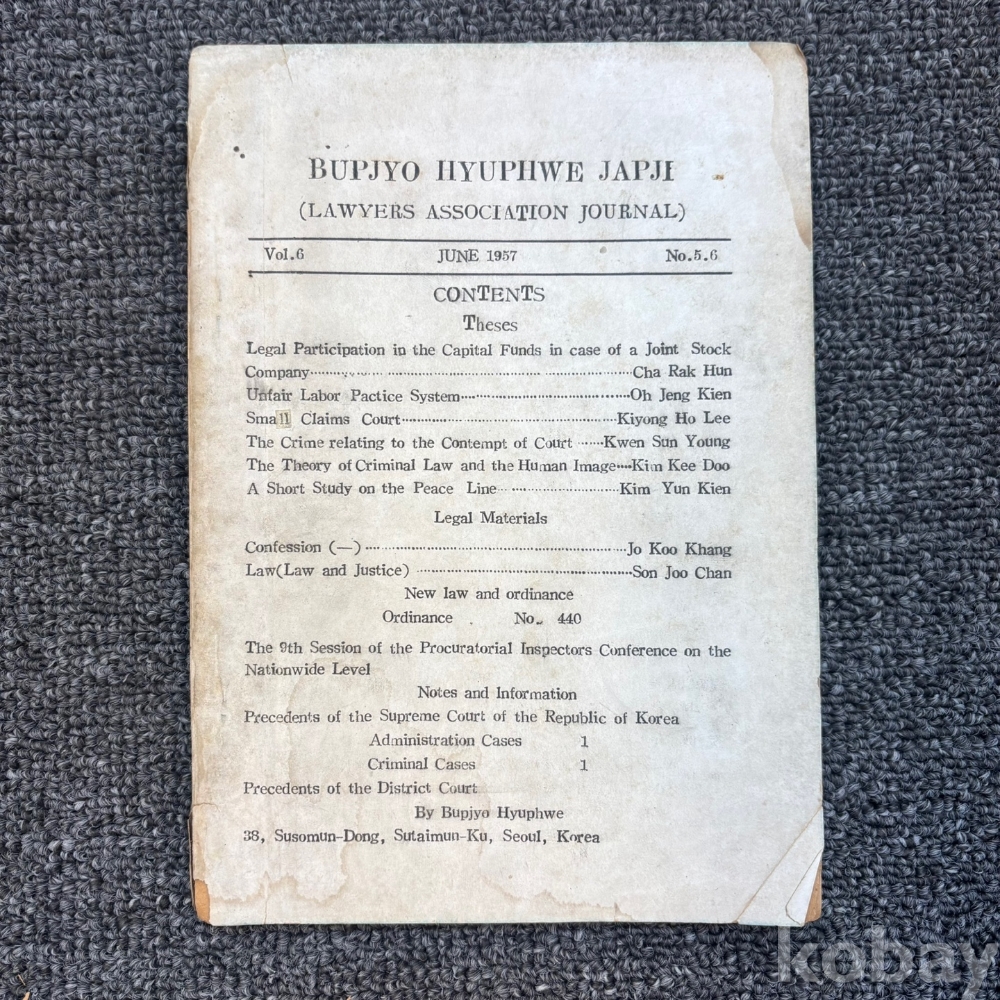 BUPJYO HYUPHWE JAPJI
(LAWYERS ASSOCIATION JOURNAL)
Vol.6 JUNE 1957 No.5.6
CONTENTS
Theses
Legal Participation in the Capital Funds in case of a Joint Stock
Company························Cha Rak Hun
Unfair Labor Pactice System························Oh Jeng Kien
Small Claims Court························Kiyong Ho Lee
The Crime relating to the Contempt of Court ······Kwen Sun Young
The Theory of Criminal Law and the Human Image····Kim Kee Doo
A Short Study on the Peace Line························Kim Yun Kien
Legal Materials
Confession (—)························Jo Koo Khang
Law(Law and Justice) ························Son Joo Chan
New law and ordinance
Ordinance No. 440
The 9th Session of the Procuratorial Inspectors Conference on the
Nationwide Level
Notes and Information
Precedents of the Supreme Court of the Republic of Korea
Administration Cases 1
Criminal Cases 1
Precedents of the District Court
By Bupjyo Hyuphwe
38, Susomun-Dong, Sutaimun-Ku, Seoul, Korea
kobay